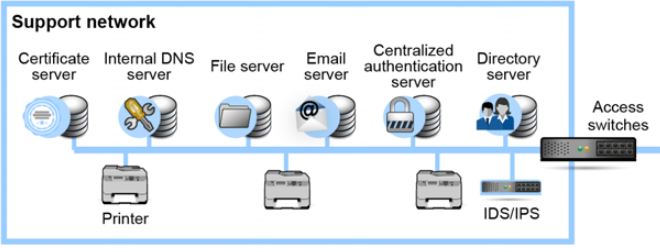 Support network
Certificate
server
Internal DNS
server
File server
Email
server
Centralized
authentication
server
Directory
server
Access
switches
@
Printer
IDS/IPS